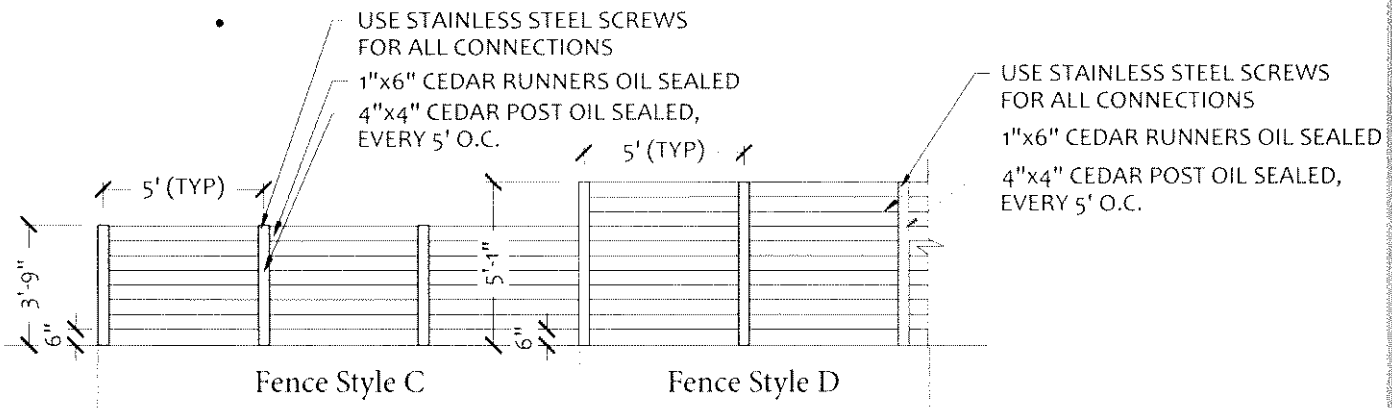 USE STAINLESS STEEL SCREWS
FOR ALL CONNECTIONS
1"x6" CEDAR RUNNERS OIL SEALED
4"x4" CEDAR POST OIL SEALED,
EVERY 5' O.C.
USE STAINLESS STEEL SCREWS
FOR ALL CONNECTIONS
1"x6" CEDAR RUNNERS OIL SEALED
4"x4" CEDAR POST OIL SEALED,
EVERY 5' O.C.
5' (TYP)
5' (TYP)
3'-9"
6"
5'-1"
6"
Fence Style C
Fence Style D